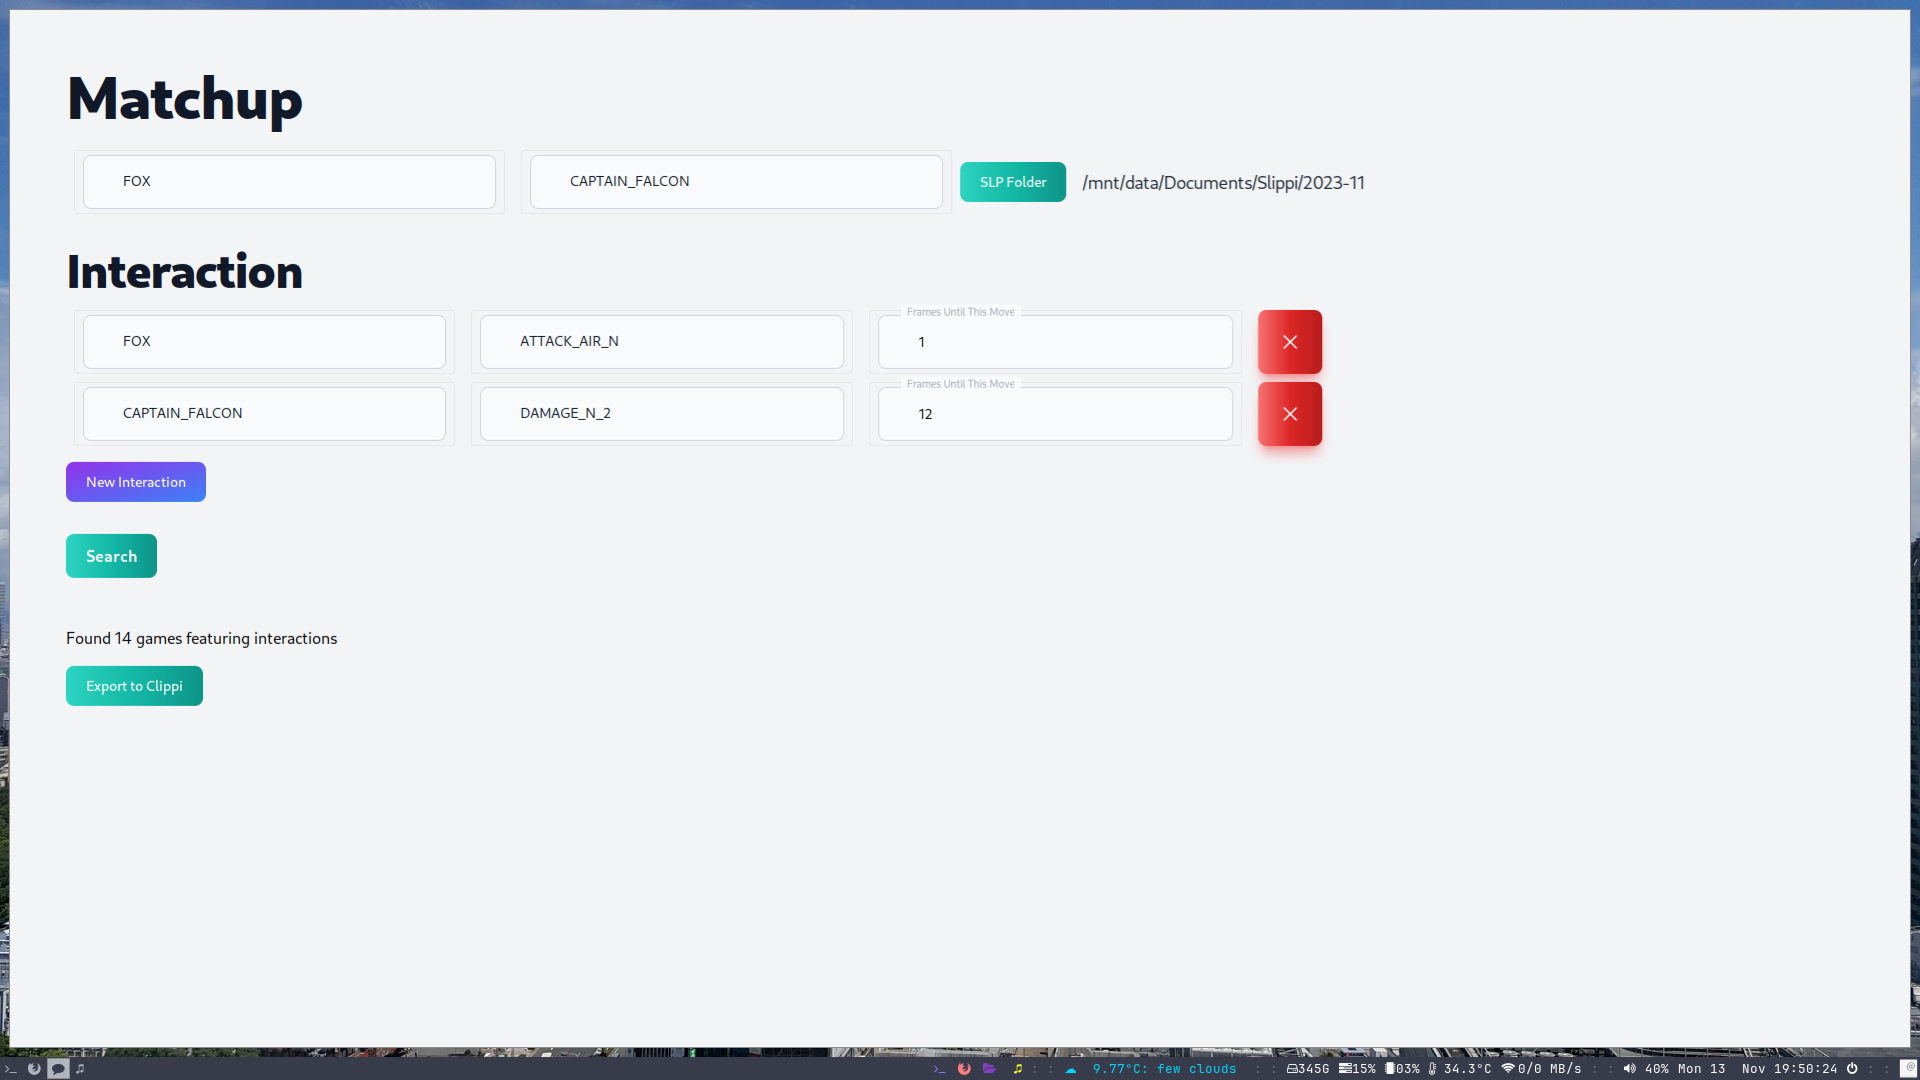 Matchup
FOX CAPTAIN_FALCON SLP Folder /mnt/data/Documents/Slippi/2023-11
Interaction
Frames Until This Move
FOX ATTACK_AIR_N 1
Frames Until This Move
CAPTAIN_FALCON DAMAGE_N_2 12
New Interaction
Search
Found 14 games featuring interactions
Export to Clippi
9.77°C: few clouds : : 345G 15% 03% 34.3°C 0/0 MB/s : : 40% Mon 13 Nov 19:50:24 : :